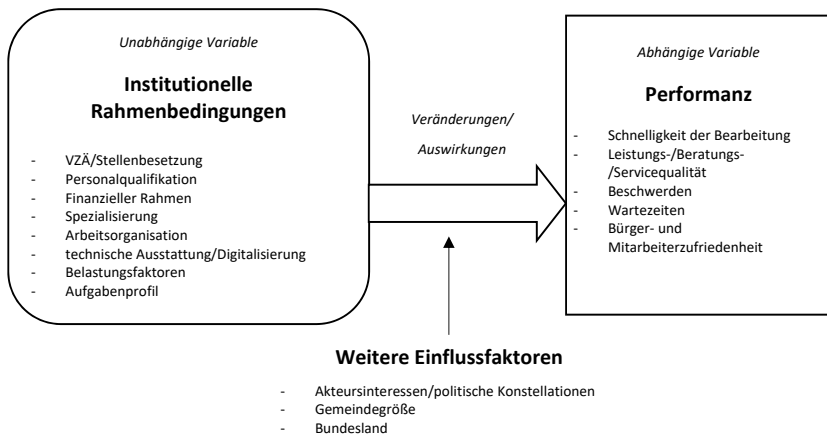 Unabhängige Variable
Institutionelle
Rahmenbedingungen
- VZÄ/Stellenbesetzung
- Personalqualifikation
- Finanzieller Rahmen
- Spezialisierung
- Arbeitsorganisation
- technische Ausstattung/Digitalisierung
- Belastungsfaktoren
- Aufgabenprofil
Veränderungen/
Auswirkungen
Abhängige Variable
Performanz
- Schnelligkeit der Bearbeitung
- Leistungs-/Beratungs-
/Servicequalität
- Beschwerden
- Wartezeiten
- Bürger- und
Mitarbeiterzufriedenheit
Weitere Einflussfaktoren
- Akteursinteressen/politische Konstellationen
- Gemeindegröße
- Bundesland